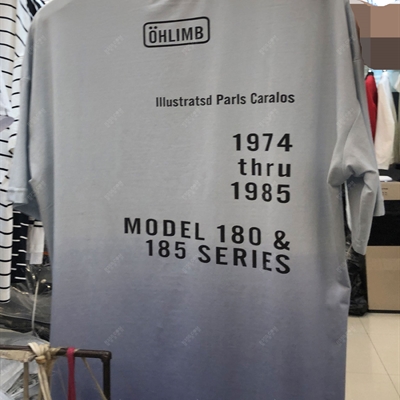 ÖHLIMB
Illustratsd Parls Caralos
1974
thru
1985
MODEL 180 &
185 SERIES